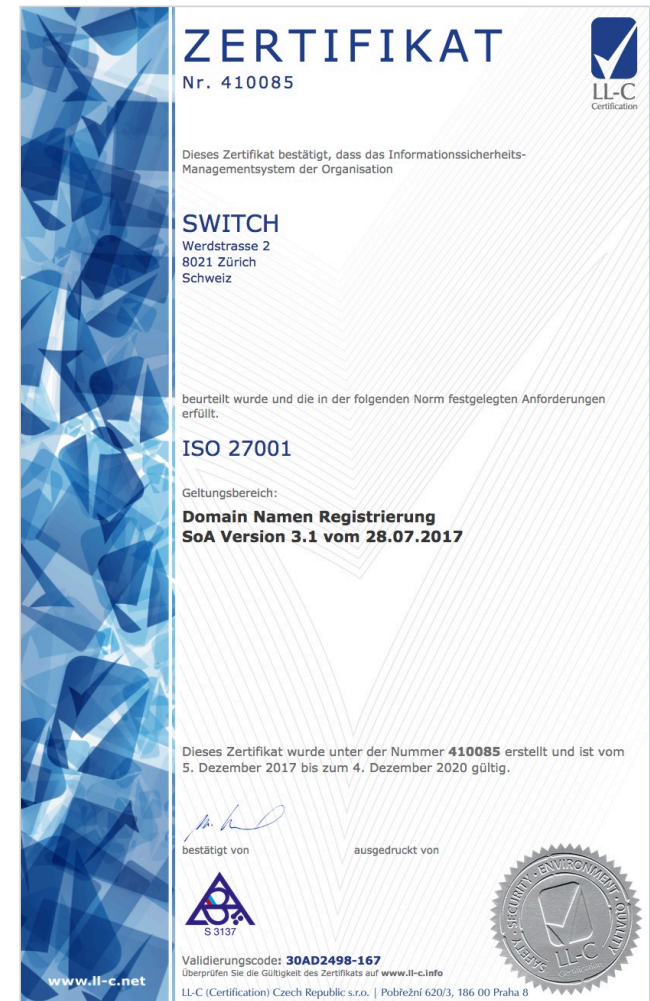 ZERTIFIKAT
Nr. 410085
LL-C
Certification
Dieses Zertifikat bestätigt, dass das Informationssicherheits-
Managementsystem der Organisation
SWITCH
Werdstrasse 2
8021 Zürich
Schweiz
beurteilt wurde und die in der folgenden Norm festgelegten Anforderungen
erfüllt.
ISO 27001
Geltungsbereich:
Domain Namen Registrierung
SoA Version 3.1 vom 28.07.2017
Dieses Zertifikat wurde unter der Nummer 410085 erstellt und ist vom
5. Dezember 2017 bis zum 4. Dezember 2020 gültig.
bestätigt von
ausgedruckt von
S 3137
SAFETY · SECURITY · ENVIRONMENT · QUALITY
LL-C
Certification
Validierungscode: 30AD2498-167
Überprüfen Sie die Gültigkeit des Zertifikats auf www.ll-c.info
www.ll-c.net
LL-C (Certification) Czech Republic s.r.o. | Pobřežní 620/3, 186 00 Praha 8